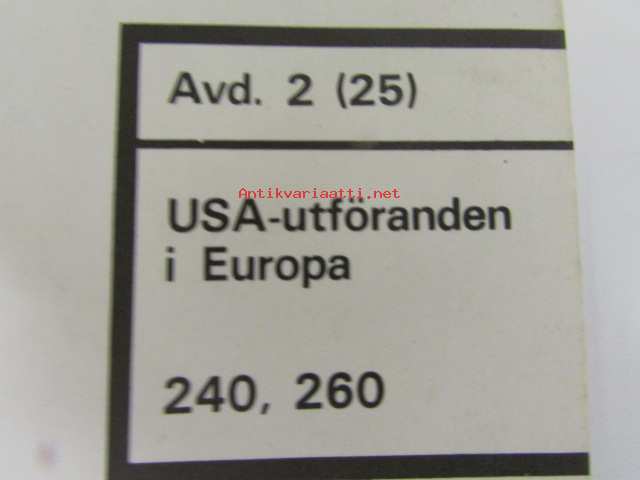 Avd. 2 (25)
Antikvariaatti.net
USA-utföranden
i Europa
240, 260